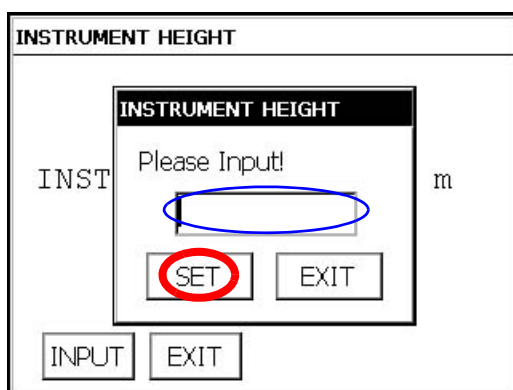 INSTRUMENT HEIGHT
INSTRUMENT HEIGHT
Please Input!
INST m
SET EXIT
INPUT EXIT